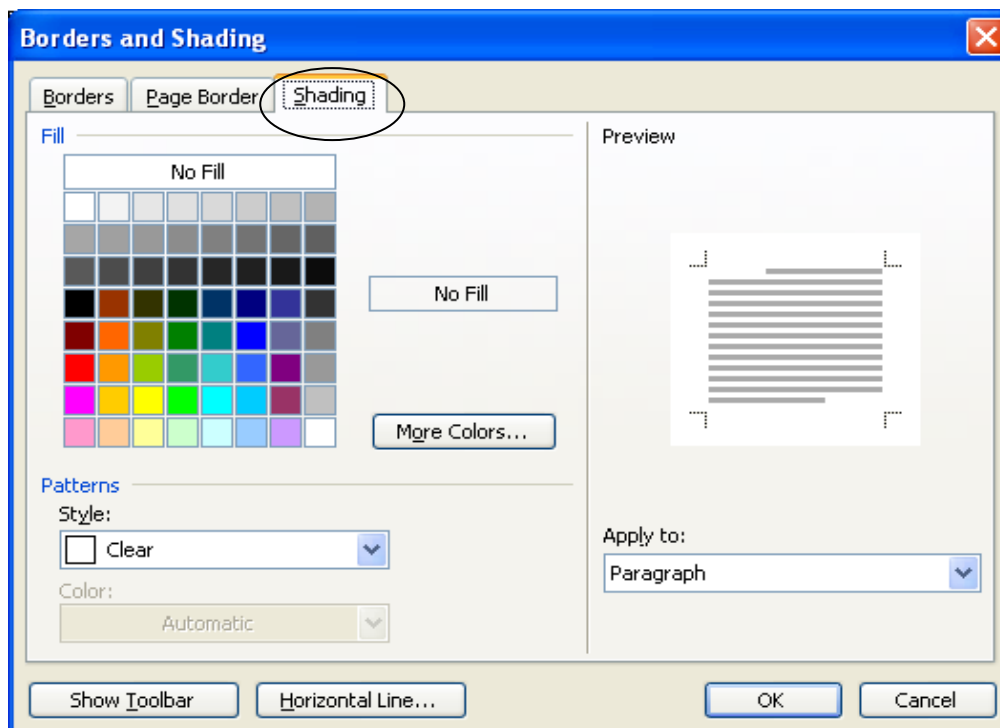 Borders and Shading
Borders Page Border Shading
Fill
No Fill
No Fill
More Colors...
Patterns
Style:
Clear
Color:
Automatic
Preview
Apply to:
Paragraph
Show Toolbar Horizontal Line... OK Cancel